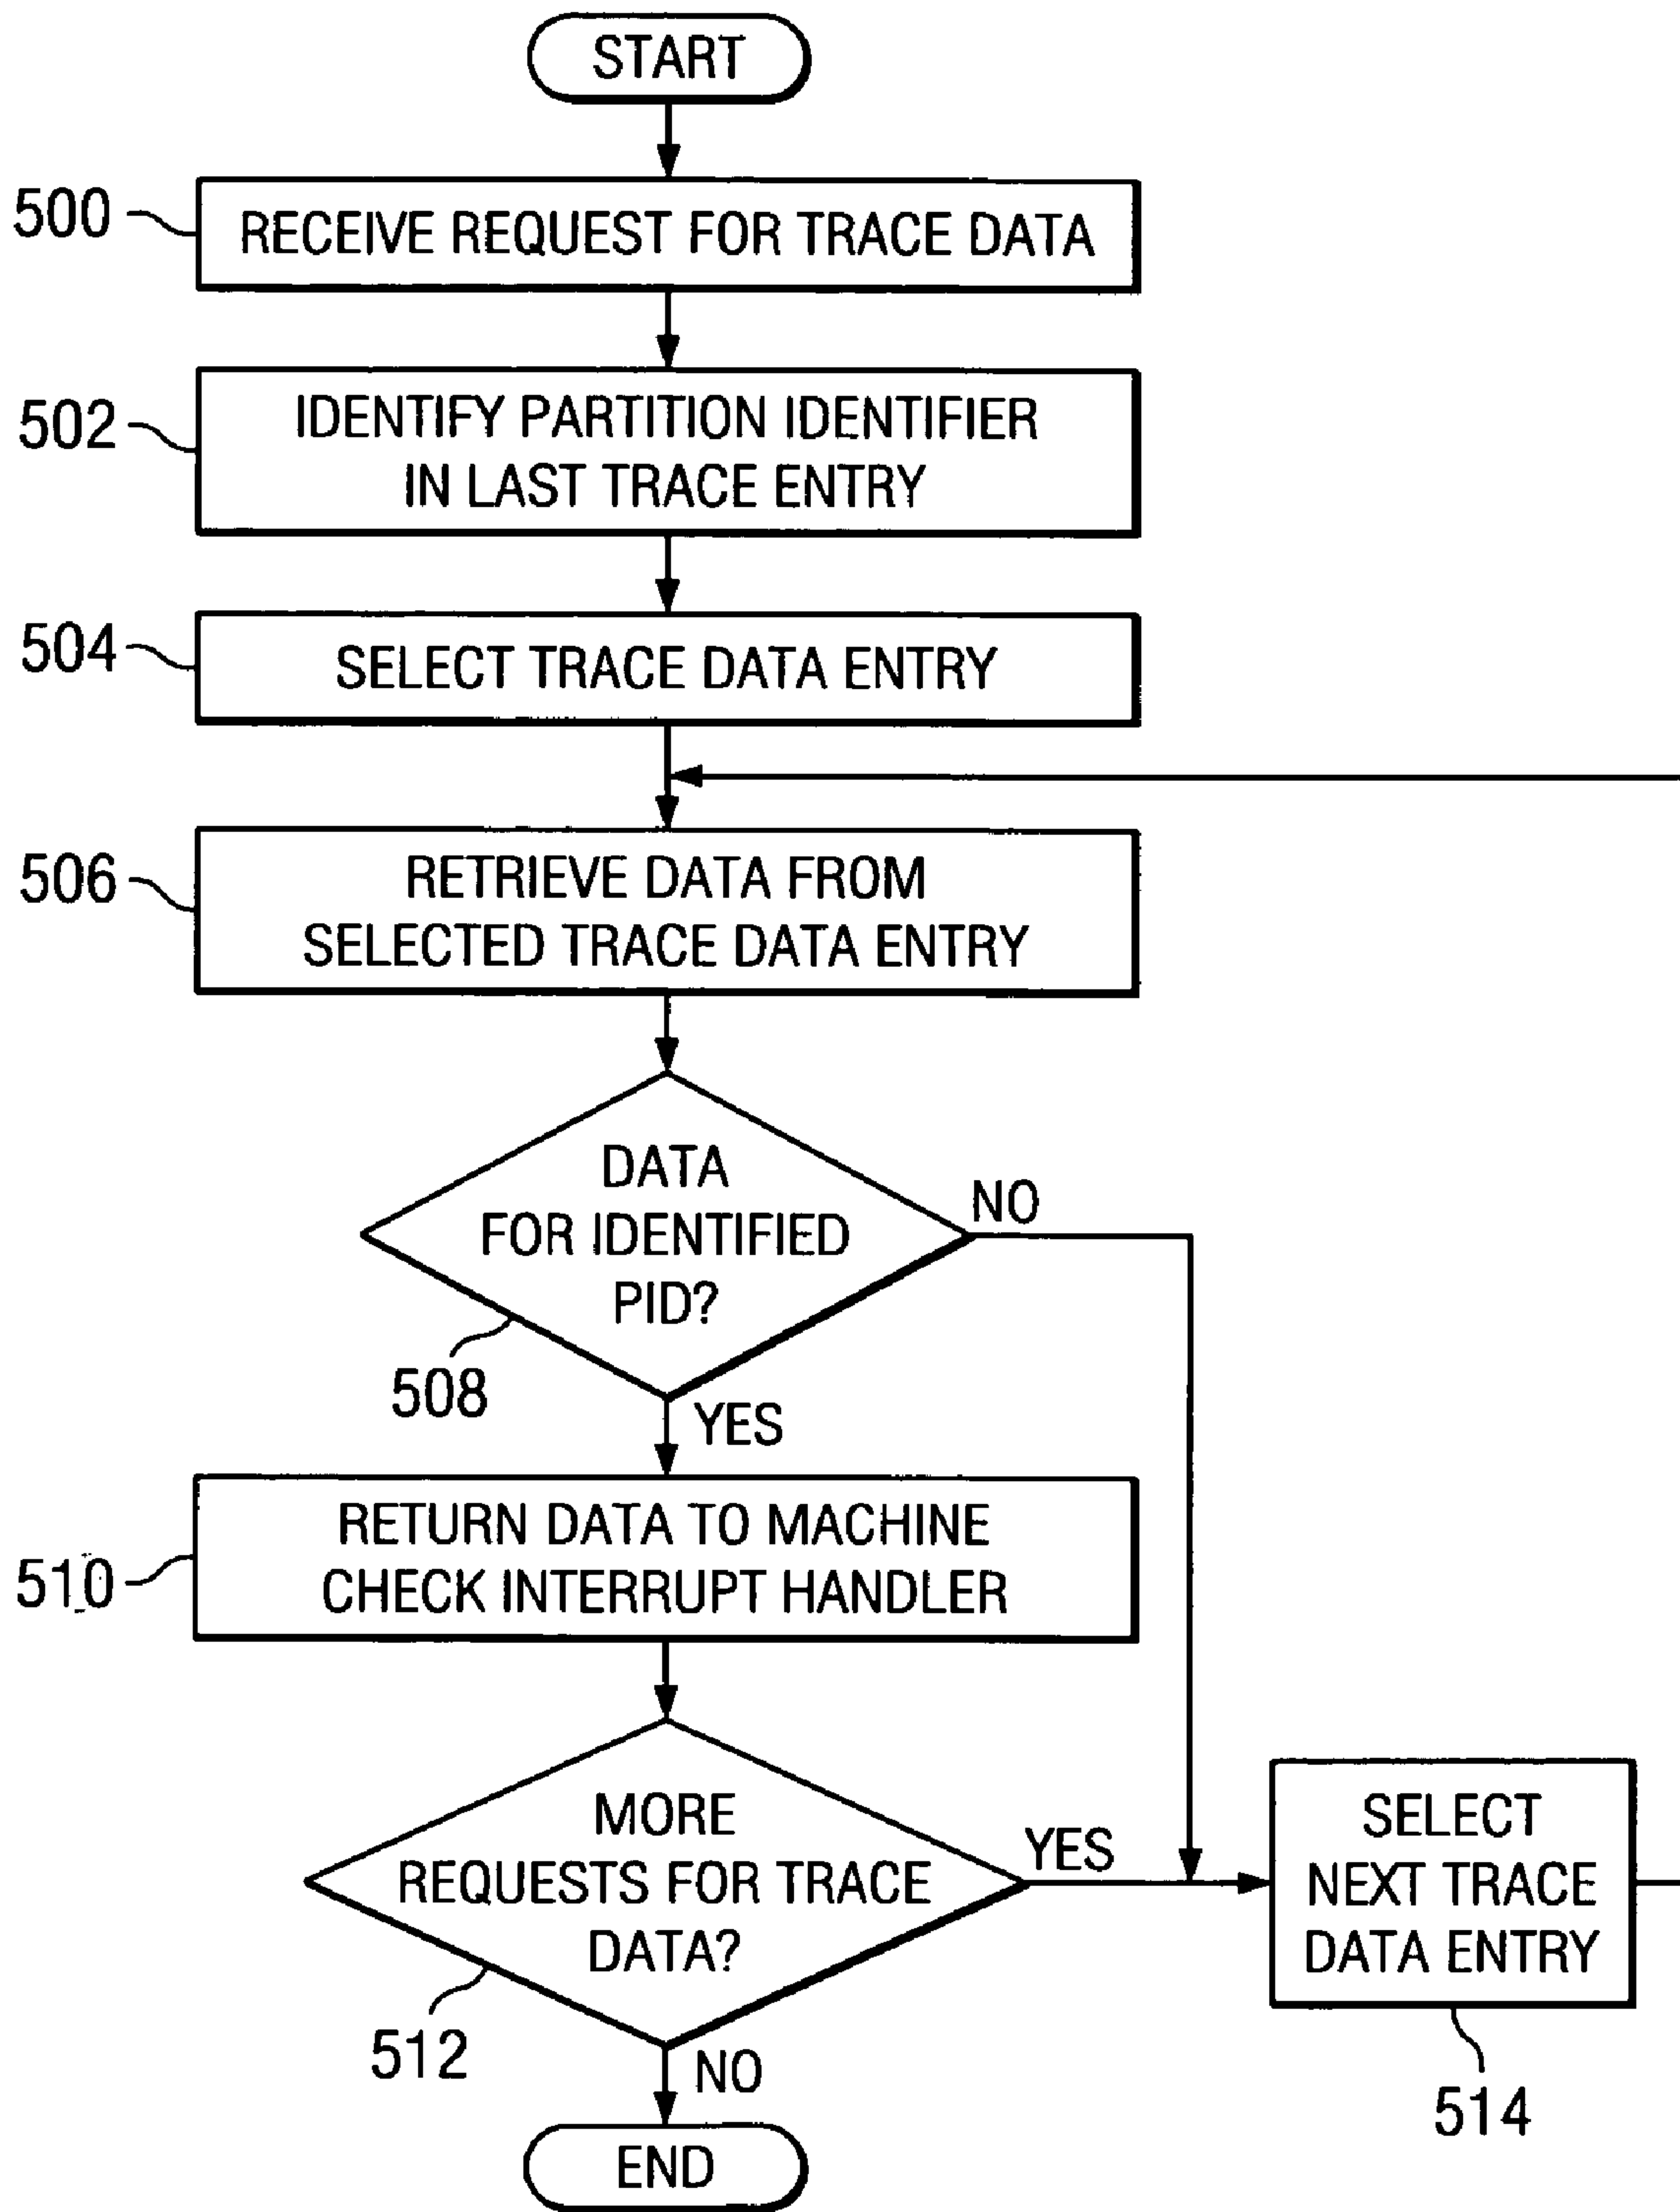 START
500
RECEIVE REQUEST FOR TRACE DATA
502
IDENTIFY PARTITION IDENTIFIER
IN LAST TRACE ENTRY
504
SELECT TRACE DATA ENTRY
506
RETRIEVE DATA FROM
SELECTED TRACE DATA ENTRY
DATA
FOR IDENTIFIED
PID?
NO
508
YES
510
RETURN DATA TO MACHINE
CHECK INTERRUPT HANDLER
MORE
REQUESTS FOR TRACE
DATA?
YES
512
NO
SELECT
NEXT TRACE
DATA ENTRY
514
END